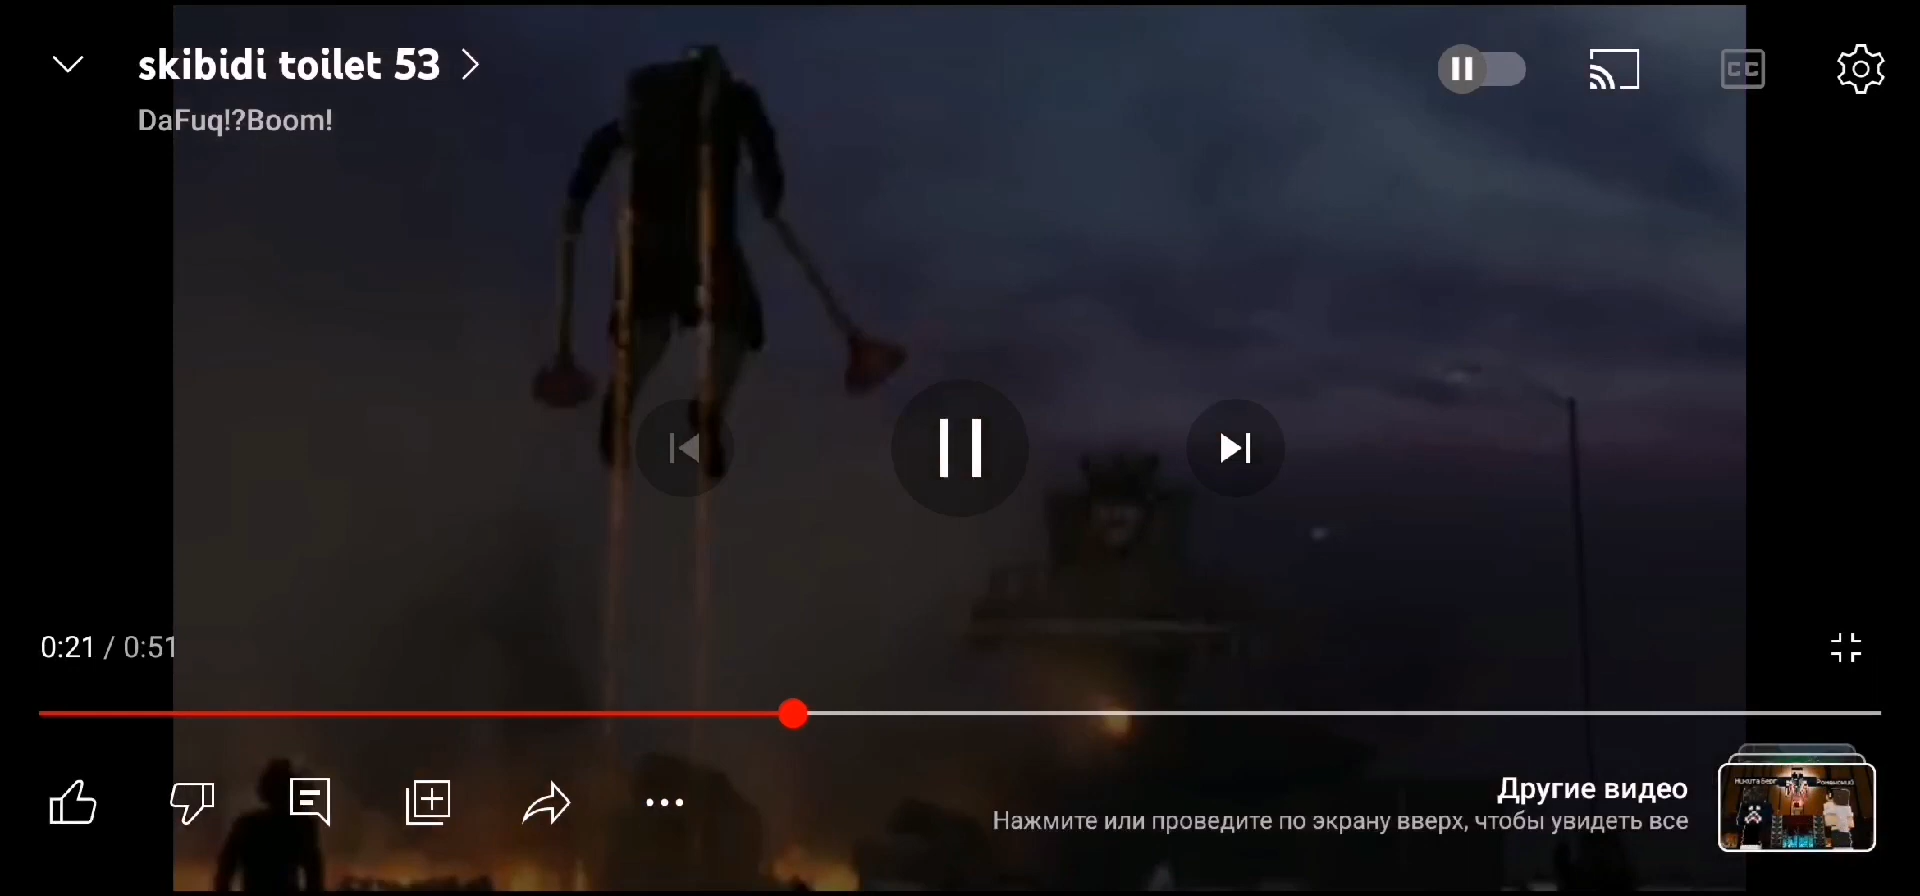 skibidi toilet 53
DaFuq!?Boom!
CC
0:21 / 0:51
Другие видео
Нажмите или проведите по экрану вверх, чтобы увидеть все